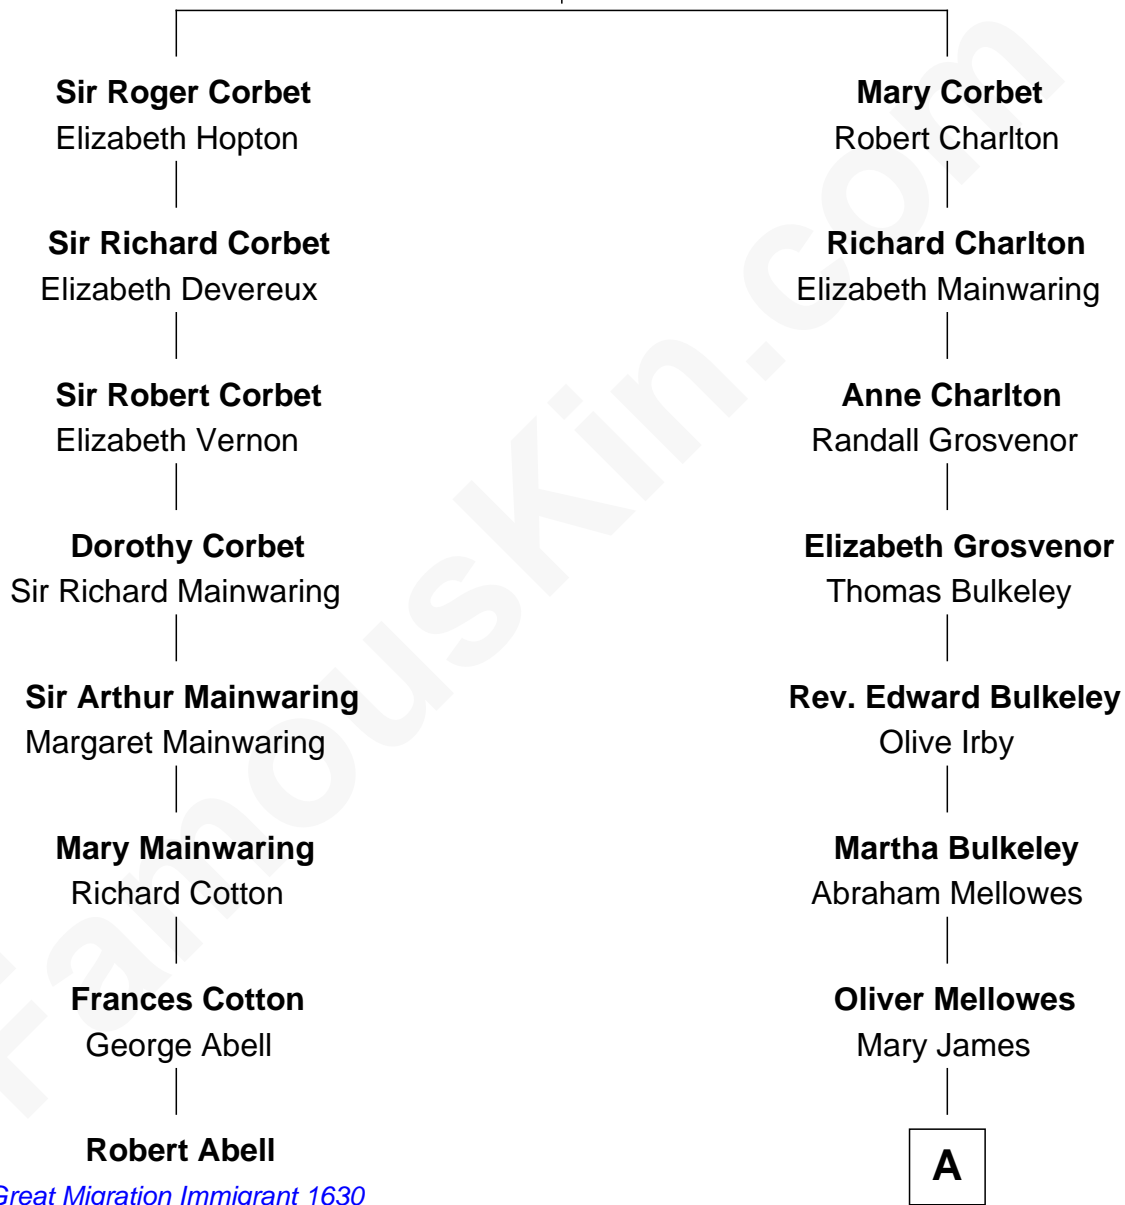 Sir Roger Corbet
Elizabeth Hopton
Sir Richard Corbet
Elizabeth Devereux
Sir Robert Corbet
Elizabeth Vernon
Dorothy Corbet
Sir Richard Mainwaring
Sir Arthur Mainwaring
Margaret Mainwaring
Mary Mainwaring
Richard Cotton
Frances Cotton
George Abell
Robert Abell
Great Migration Immigrant 1630
Mary Corbet
Robert Charlton
Richard Charlton
Elizabeth Mainwaring
Anne Charlton
Randall Grosvenor
Elizabeth Grosvenor
Thomas Bulkeley
Rev. Edward Bulkeley
Olive Irby
Martha Bulkeley
Abraham Mellowes
Oliver Mellowes
Mary James
A
FamousKin.com